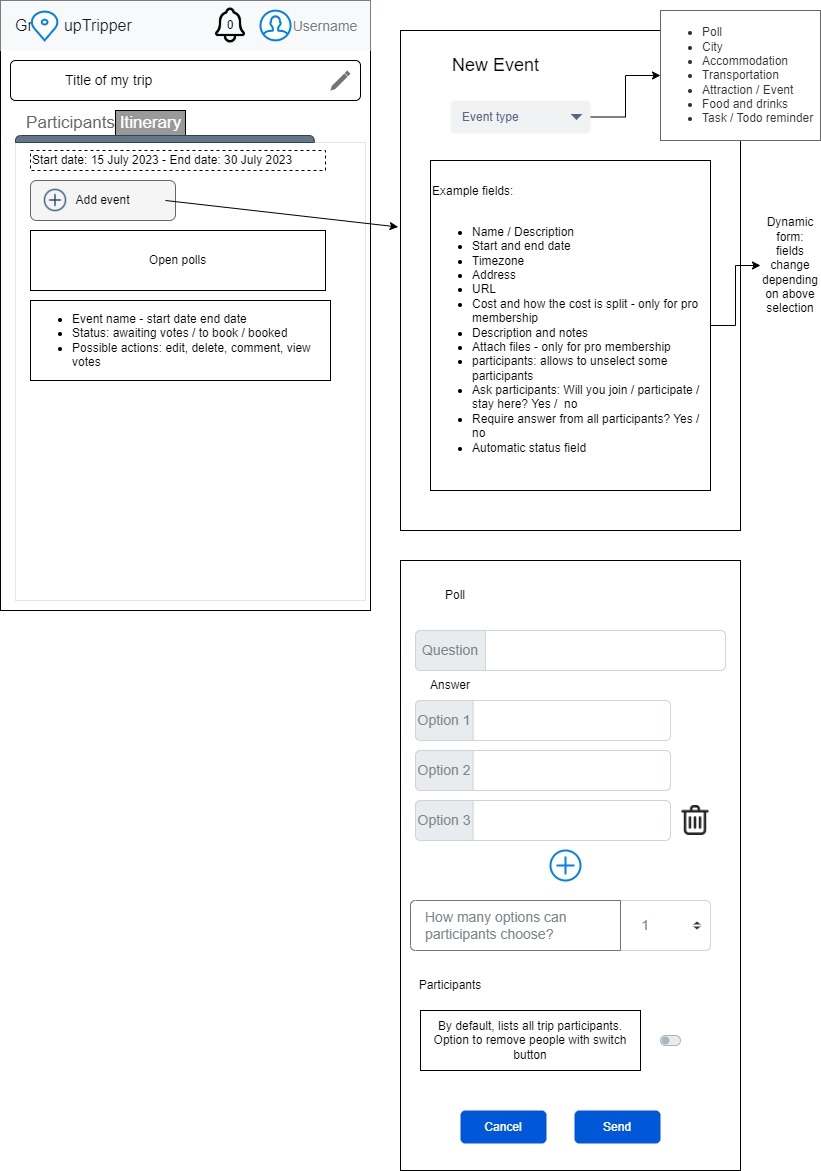 Gr upTripper
0
Username
Title of my trip
Participants
Itinerary
Start date: 15 July 2023 - End date: 30 July 2023
Add event
Open polls
Event name - start date end date
Status: awaiting votes / to book / booked
Possible actions: edit, delete, comment, view
votes
New Event
Event type
Poll
City
Accommodation
Transportation
Attraction / Event
Food and drinks
Task / Todo reminder
Example fields:
Name / Description
Start and end date
Timezone
Address
URL
Cost and how the cost is split - only for pro
membership
Description and notes
Attach files - only for pro membership
participants: allows to unselect some
participants
Ask participants: Will you join / participate /
stay here? Yes / no
Require answer from all participants? Yes /
no
Automatic status field
Dynamic
form:
fields
change
depending
on above
selection
Poll
Question
Answer
Option 1
Option 2
Option 3
How many options can
participants choose?
1
Participants
By default, lists all trip participants.
Option to remove people with switch
button
Cancel
Send